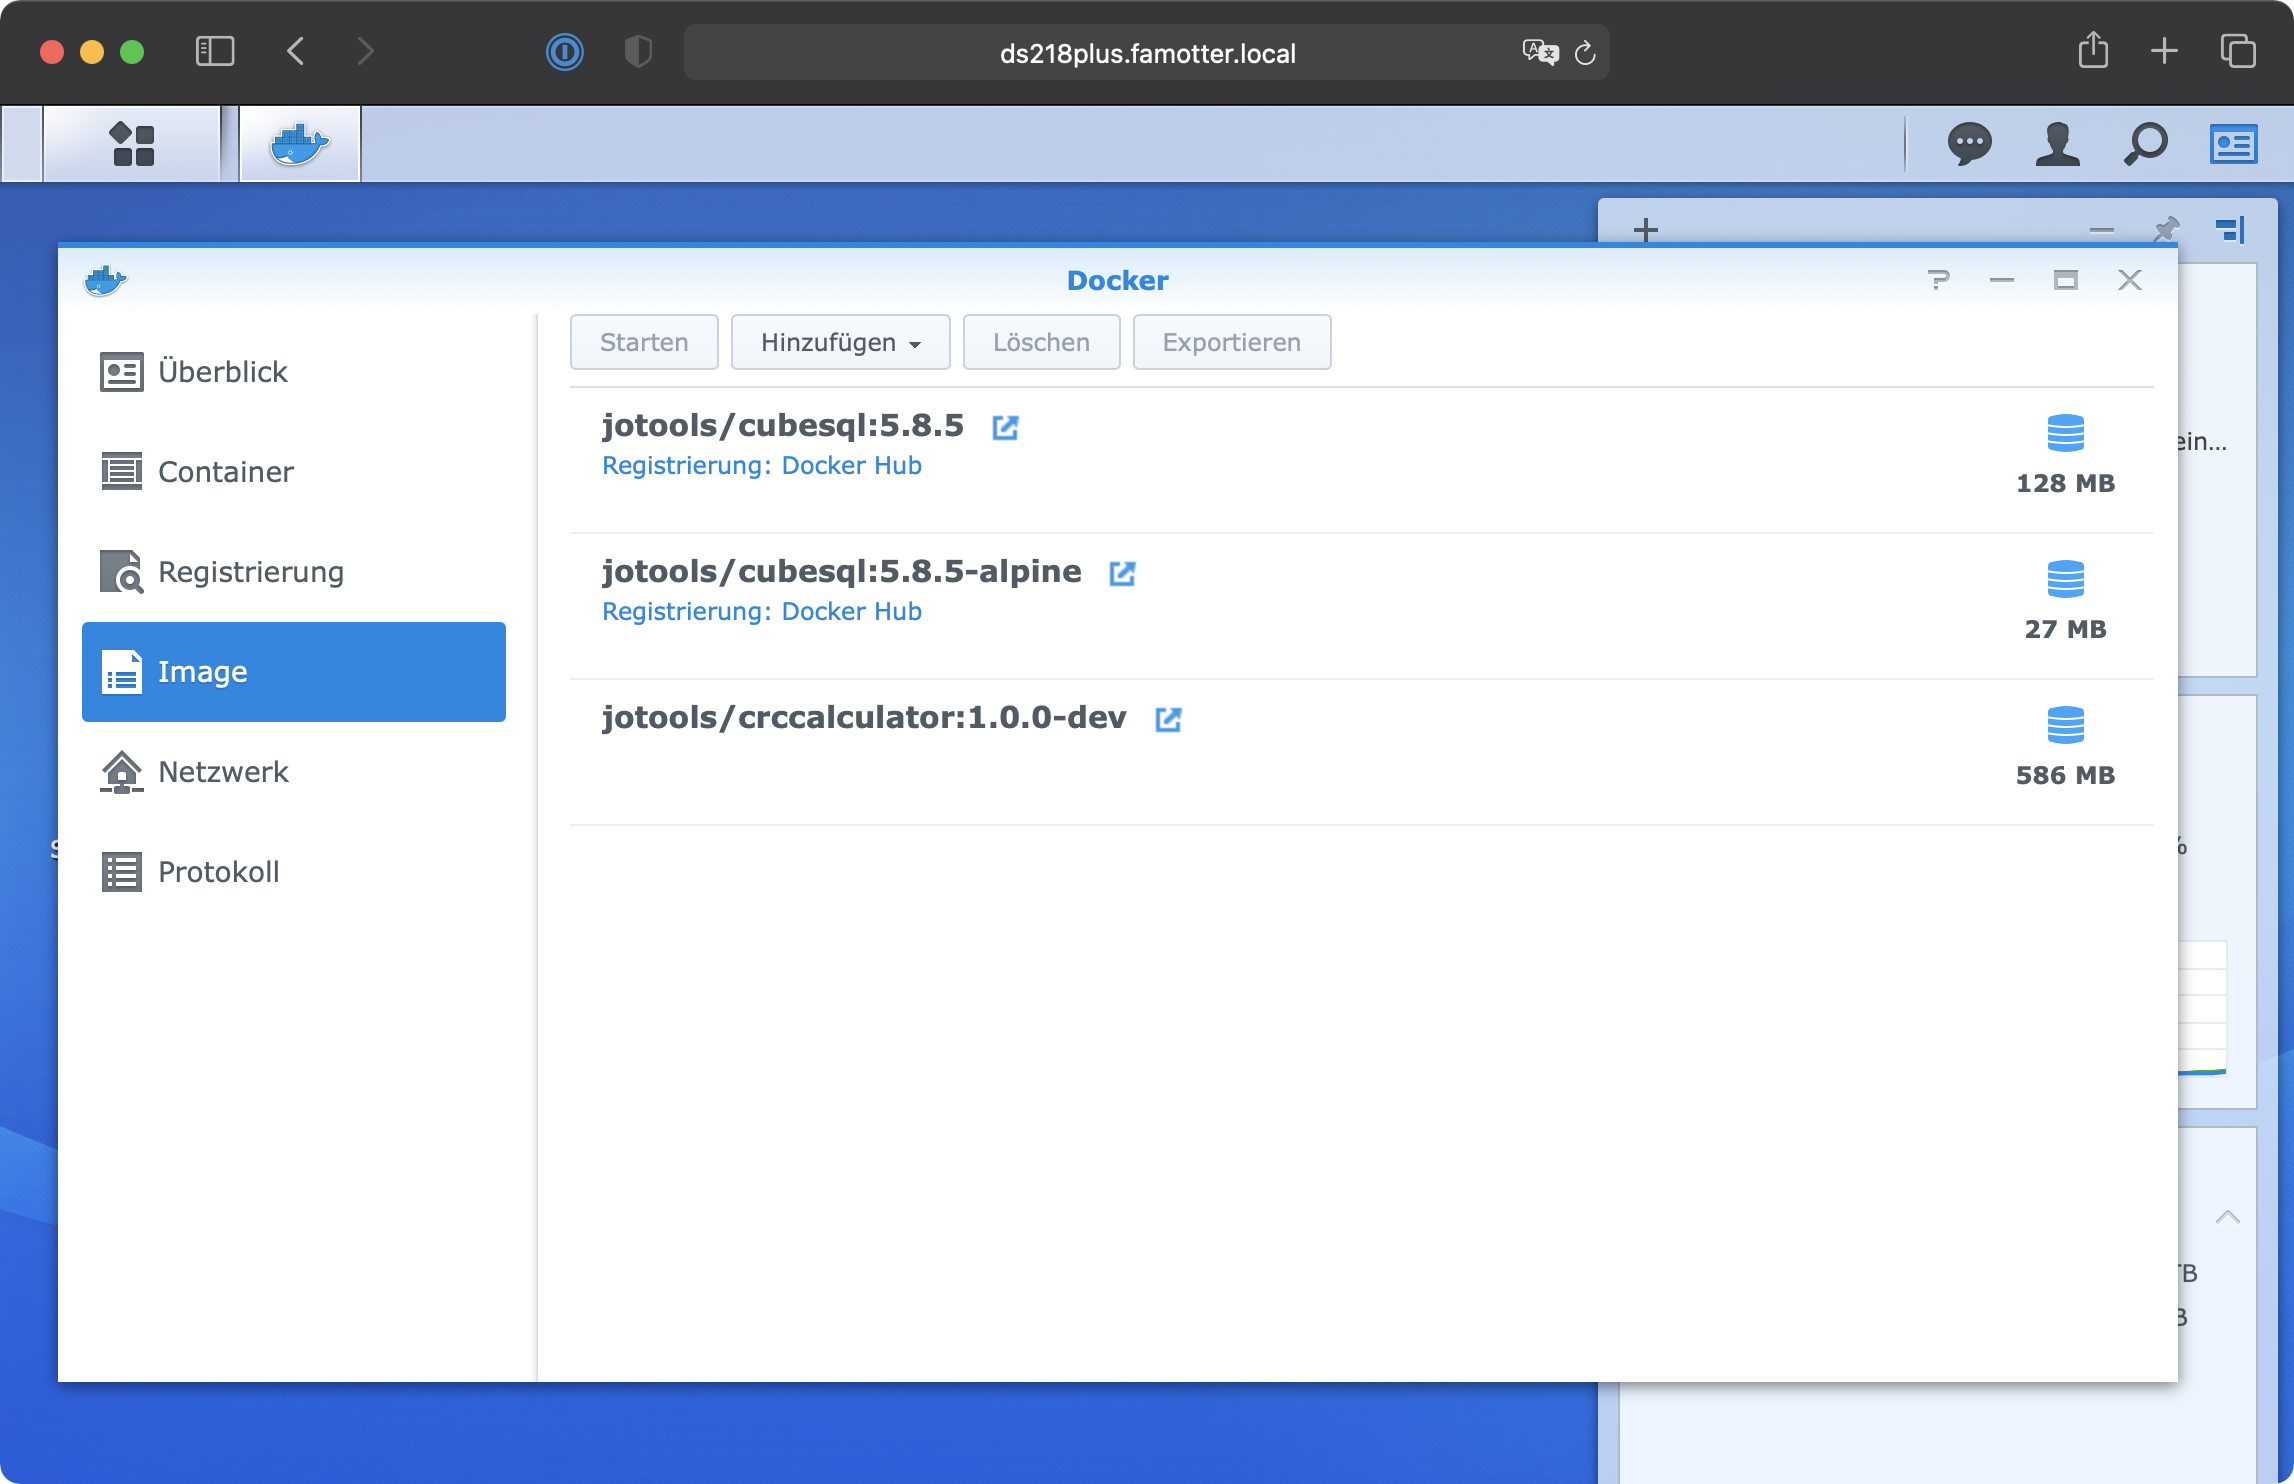 ds218plus.famotter.local
Docker
Überblick
Container
Registrierung
Image
Netzwerk
Protokoll
Starten
Hinzufügen
Löschen
Exportieren
jotools/cubesql:5.8.5
Registrierung: Docker Hub
128 MB
jotools/cubesql:5.8.5-alpine
Registrierung: Docker Hub
27 MB
jotools/crccalculator:1.0.0-dev
586 MB
ein...